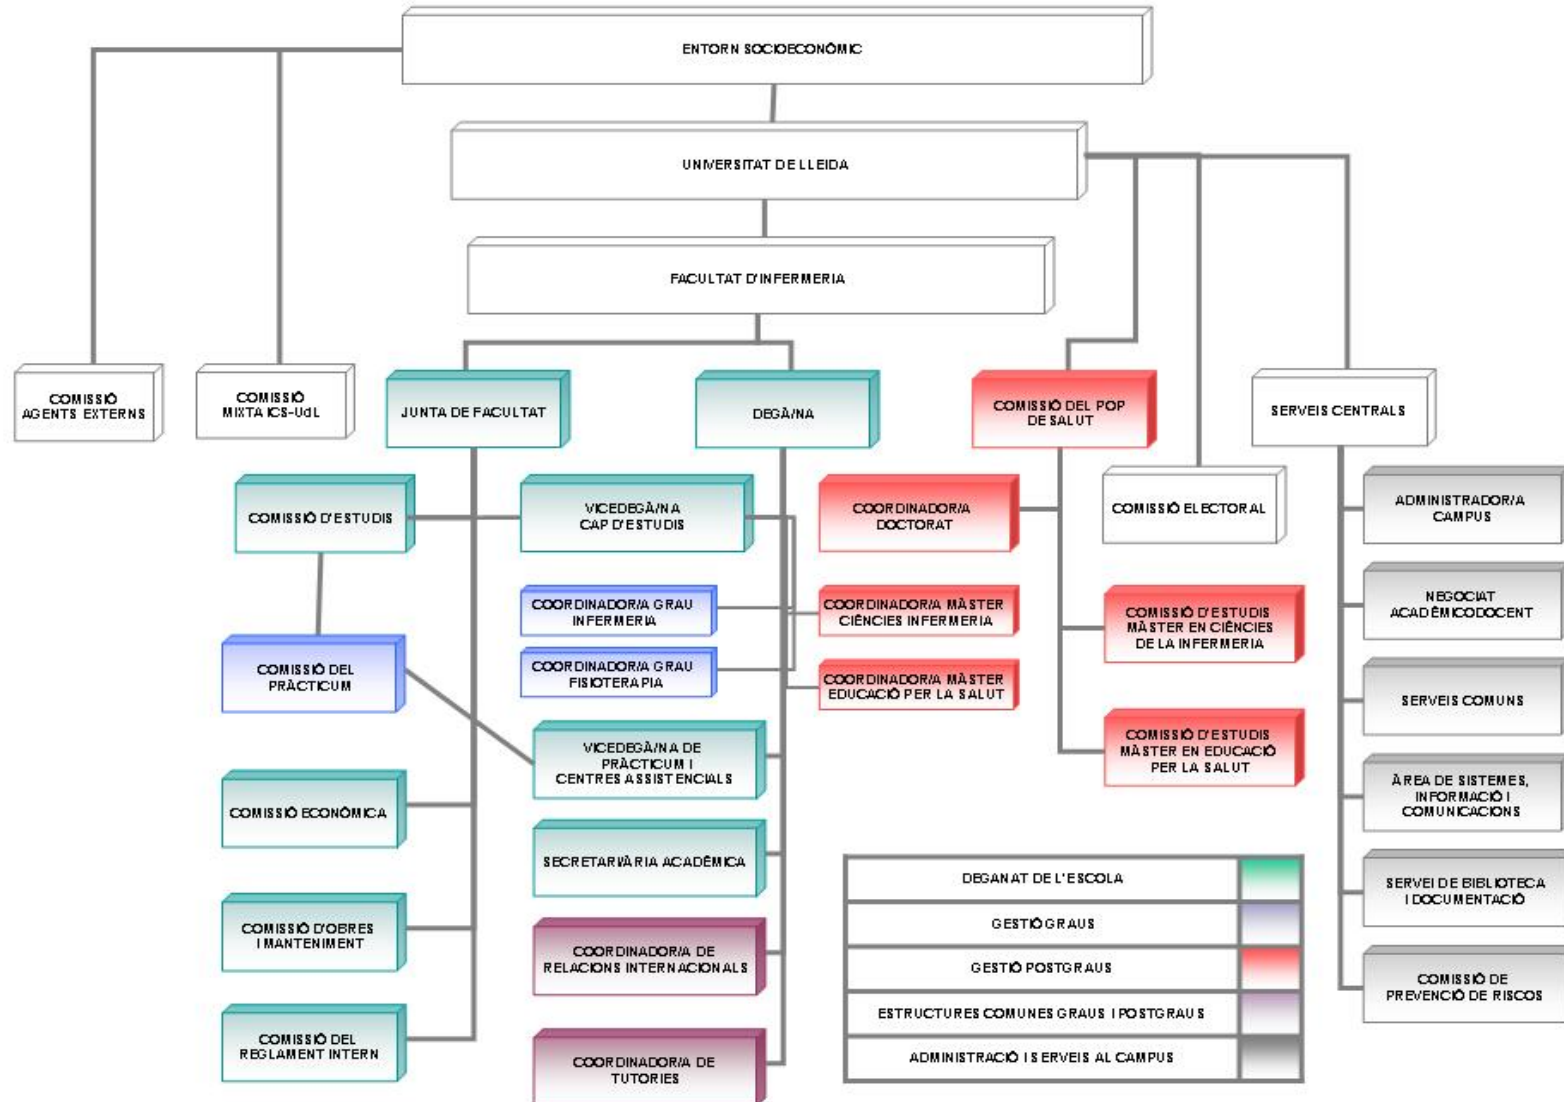 ENTORN SOCIOECONÒMIC
UNIVERSITAT DE LLEIDA
FACULTAT D'INFERMERIA
COMISSIÓ
AGENTS EXTERNS
COMISSIÓ
MIXTA ICS-UdL
JUNTA DE FACULTAT
DEGÀ/NA
COMISSIÓ DEL POP
DE SALUT
SERVEIS CENTRALS
COMISSIÓ D'ESTUDIS
VICEDEGÀ/NA
CAP D'ESTUDIS
COORDINADOR/A
DOCTORAT
COMISSIÓ ELECTORAL
ADMINISTRADOR/A
CAMPUS
COORDINADOR/A GRAU
INFERMERIA
COORDINADOR/A MÀSTER
CIÈNCIES INFERMERIA
COMISSIÓ D'ESTUDIS
MÀSTER EN CIÈNCIES
DE LA INFERMERIA
NEGOCIAT
ACADÈMICODOCENT
COMISSIÓ DEL
PRÀCTICUM
COORDINADOR/A GRAU
FISIOTERAPIA
COORDINADOR/A MÀSTER
EDUCACIÓ PER LA SALUT
SERVEIS COMUNS
VICEDEGÀ/NA DE
PRÀCTICUM I
CENTRES ASSISTENCIALS
COMISSIÓ D'ESTUDIS
MÀSTER EN EDUCACIÓ
PER LA SALUT
COMISSIÓ ECONÒMICA
ÀREA DE SISTEMES,
INFORMACIÓ I
COMUNICACIONS
SECRETARI/ÀRIA ACADÈMICA
SERVEI DE BIBLIOTECA
I DOCUMENTACIÓ
COMISSIÓ D'OBRES
I MANTENIMENT
COORDINADOR/A DE
RELACIONS INTERNACIONALS
COMISSIÓ DE
PREVENCIÓ DE RISCOS
COMISSIÓ DEL
REGLAMENT INTERN
COORDINADOR/A DE
TUTORIES
DEGANAT DE L'ESCOLA
GESTIÓ GRAUS
GESTIÓ POSTGRAUS
ESTRUCTURES COMUNES GRAUS I POSTGRAUS
ADMINISTRACIÓ I SERVEIS AL CAMPUS